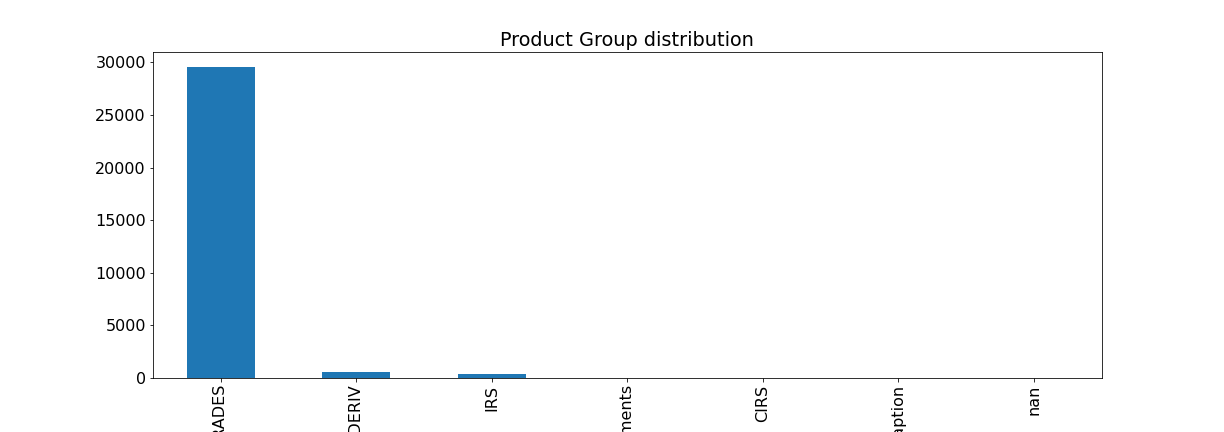 Product Group distribution
30000
25000
20000
15000
10000
5000
0
RADES
DERIV
IRS
ments
CIRS
aption
nan